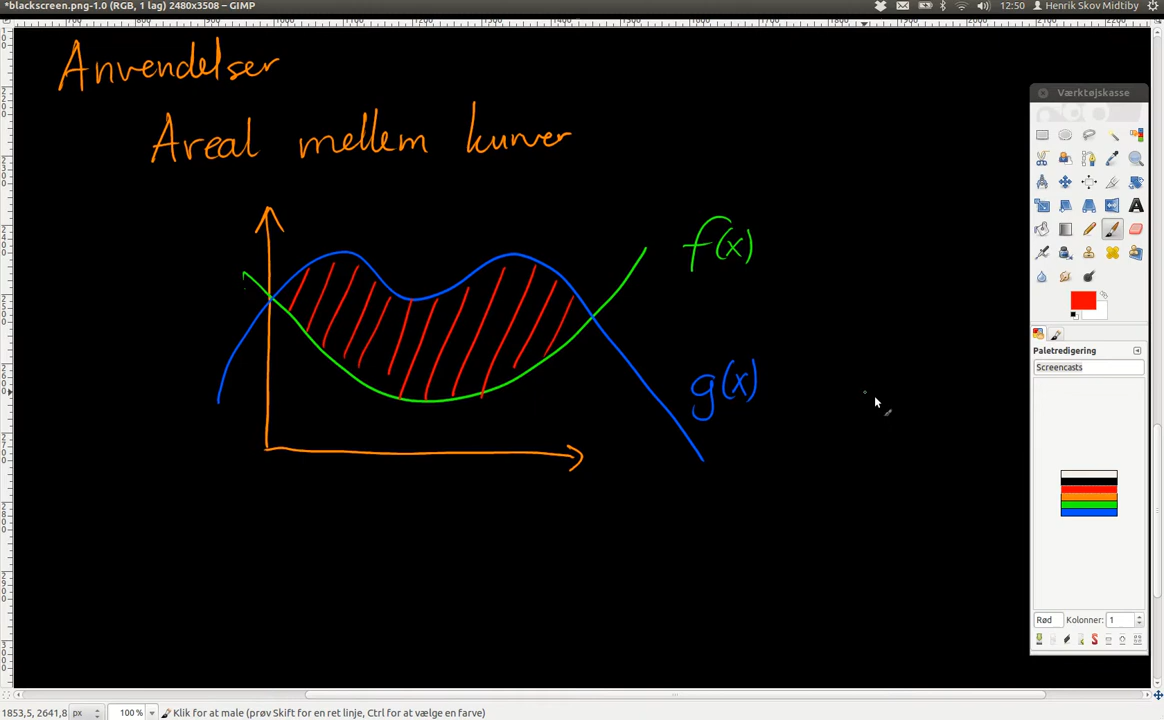 *blackscreen.png-1.0 (RGB, 1 lag) 2480x3508 – GIMP
12:50 Henrik Skov Midtiby
Anvendelser
Areal mellem kurver
f(x)
g(x)
Værktøjskasse
Paletredigering
Screencasts
Rød Kolonner: 1
1853,5, 2641,8 px 100% Klik for at male (prøv Skift for en ret linje, Ctrl for at vælge en farve)